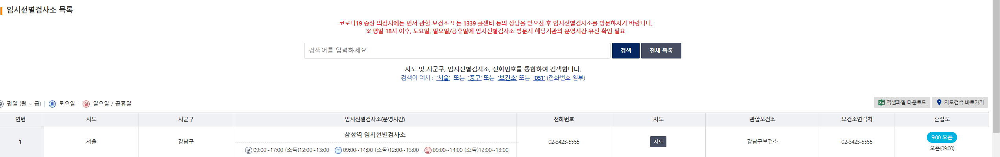 임시선별검사소 목록
코로나19 증상 의심시에는 먼저 관할 보건소 또는 1339 콜센터 등의 상담을 받으신 후 임시선별검사소를 방문하시기 바랍니다.
※ 평일 18시 이후, 토요일, 일요일/공휴일에 임시선별검사소 방문시 해당기관의 운영시간 유선 확인 필요
검색어를 입력하세요 검색 전체 목록
시도 및 시군구, 임시선별검사소, 전화번호를 통합하여 검색합니다.
검색어 예시 : '서울' 또는 '중구' 또는 '보건소' 또는 '051' (전화번호 일부)
평 평일 (월 ~ 금) 토 토요일 일 일요일 / 공휴일 엑셀파일 다운로드 지도검색 바로가기
연번 시도 시군구 임시선별검사소(운영시간) 전화번호 지도 관할보건소 보건소연락처 혼잡도
1 서울 강남구 삼성역 임시선별검사소 02-3423-5555 지도 강남구보건소 02-3423-5555 9:00 오픈
평 09:00~17:00 (소독)12:00~13:00 토 09:00~14:00 (소독)12:00~13:00 일 09:00~14:00 (소독)12:00~13:00 오픈(09:00)